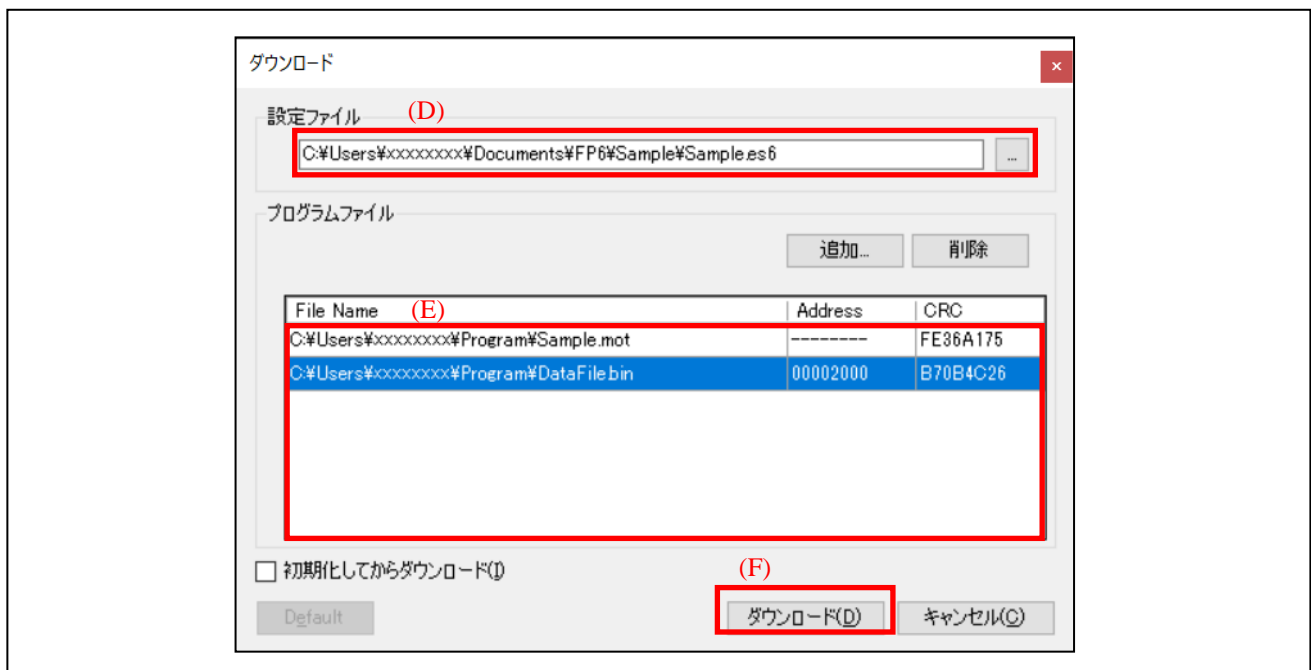 ダウンロード
×
設定ファイル (D)
C:¥Users¥xxxxxxxx¥Documents¥FP6¥Sample¥Sample.es6 ...
プログラムファイル
追加... 削除
File Name (E) Address CRC
C:¥Users¥xxxxxxxx¥Program¥Sample.mot -------- FE36A175
C:¥Users¥xxxxxxxx¥Program¥DataFile.bin 00002000 B70B4C26
初期化してからダウンロード(I)
(F)
Default ダウンロード(D) キャンセル(C)